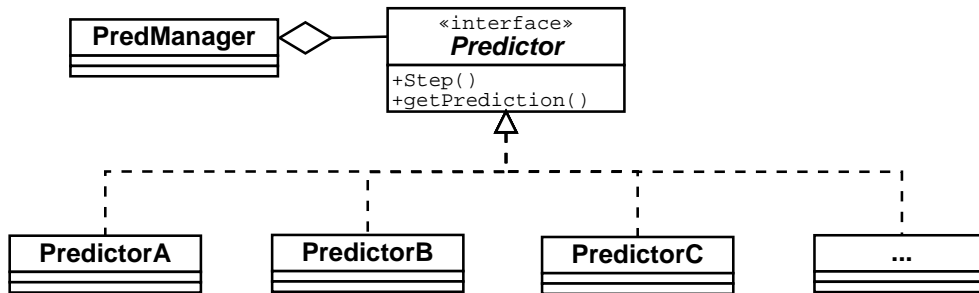 PredManager
«interface»
Predictor
+Step()
+getPrediction()
PredictorA
PredictorB
PredictorC
...